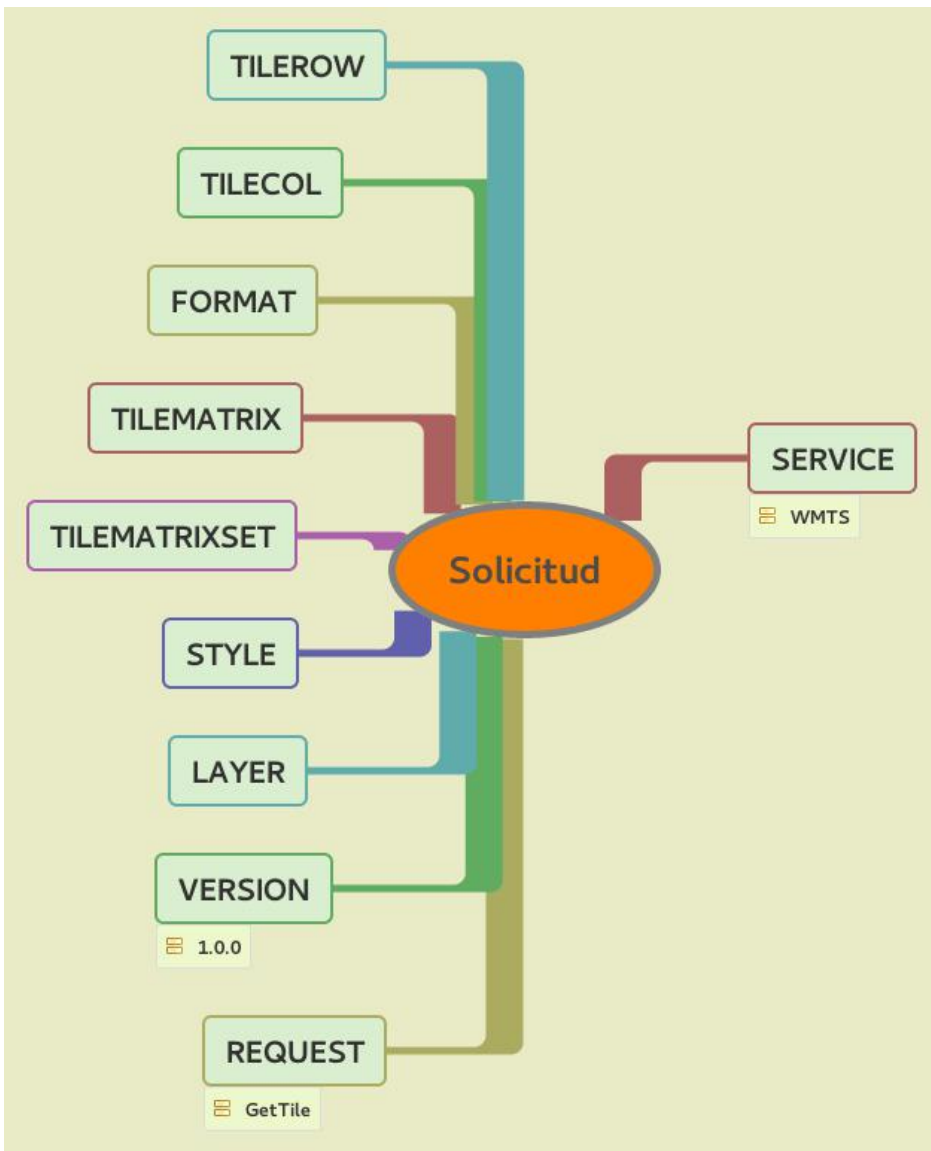 TILEROW
TILECOL
FORMAT
TILEMATRIX
SERVICE
WMTS
TILEMATRIXSET
Solicitud
STYLE
LAYER
VERSION
1.0.0
REQUEST
GetTile